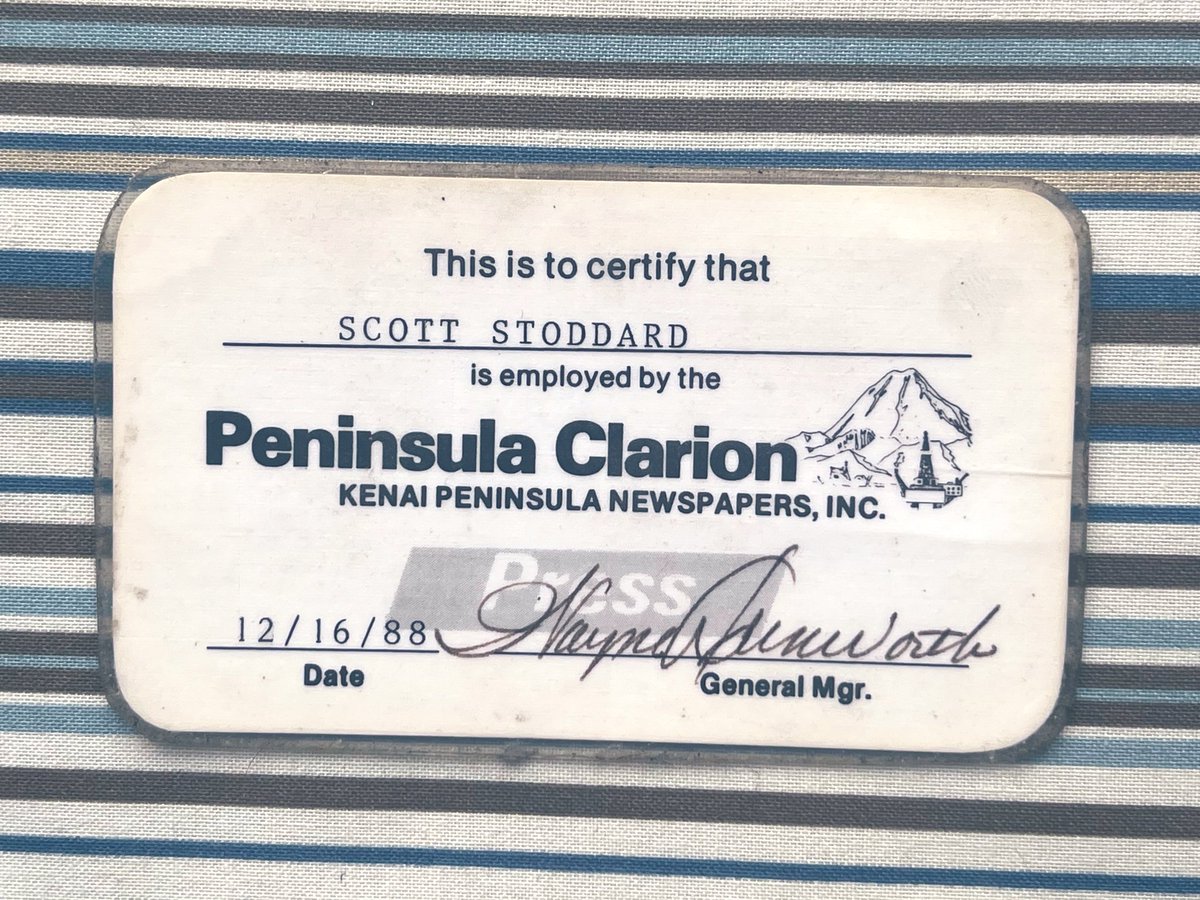 This is to certify that
SCOTT STODDARD
is employed by the
Peninsula Clarion
KENAI PENINSULA NEWSPAPERS, INC.
Press
12/16/88 Wayne
Date General Mgr.